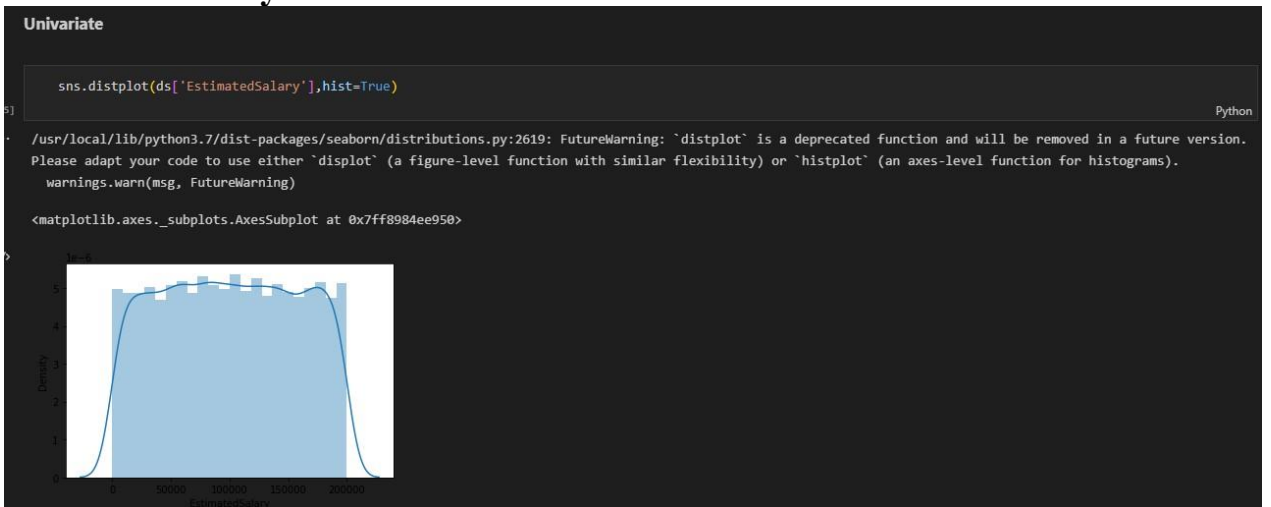 Univariate
sns.distplot(ds['EstimatedSalary'],hist=True)
5]
Python
/usr/local/lib/python3.7/dist-packages/seaborn/distributions.py:2619: FutureWarning: `distplot` is a deprecated function and will be removed in a future version.
Please adapt your code to use either `displot` (a figure-level function with similar flexibility) or `histplot` (an axes-level function for histograms).
warnings.warn(msg, FutureWarning)
<matplotlib.axes._subplots.AxesSubplot at 0x7ff8984ee950>
1e-6
5
4
3
2
1
0
Density
0 50000 100000 150000 200000
EstimatedSalary